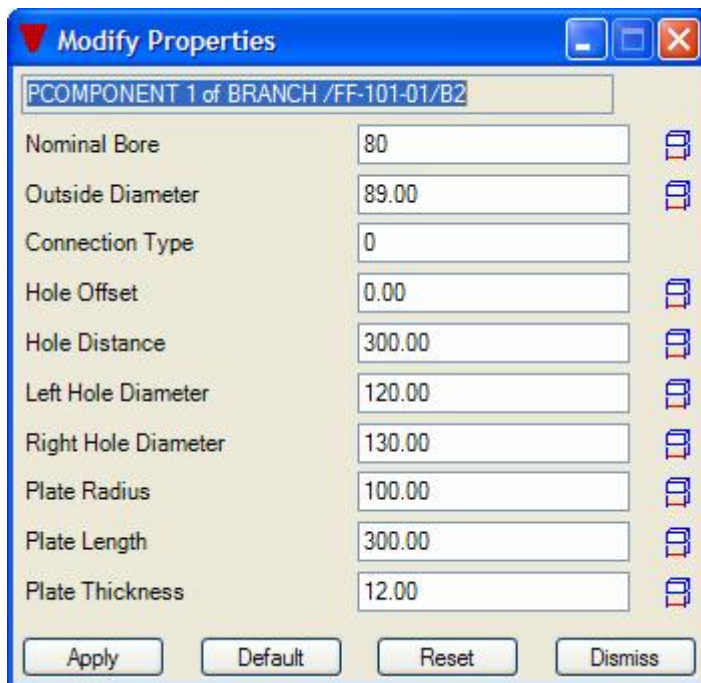 Modify Properties
PCOMPONENT 1 of BRANCH /FF-101-01/B2
Nominal Bore 80
Outside Diameter 89.00
Connection Type 0
Hole Offset 0.00
Hole Distance 300.00
Left Hole Diameter 120.00
Right Hole Diameter 130.00
Plate Radius 100.00
Plate Length 300.00
Plate Thickness 12.00
Apply Default Reset Dismiss